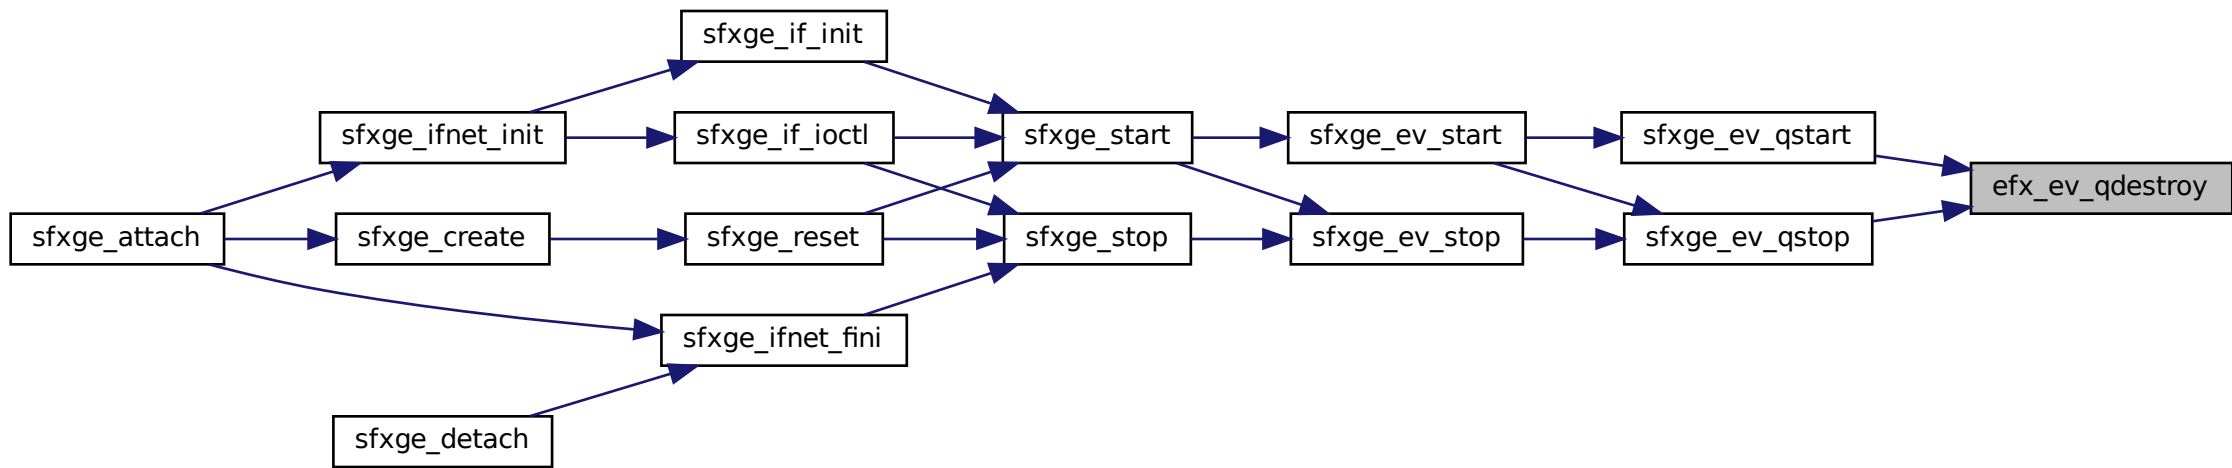 sfxge_if_init
sfxge_ifnet_init
sfxge_if_ioctl
sfxge_start
sfxge_ev_start
sfxge_ev_qstart
efx_ev_qdestroy
sfxge_attach
sfxge_create
sfxge_reset
sfxge_stop
sfxge_ev_stop
sfxge_ev_qstop
sfxge_ifnet_fini
sfxge_detach